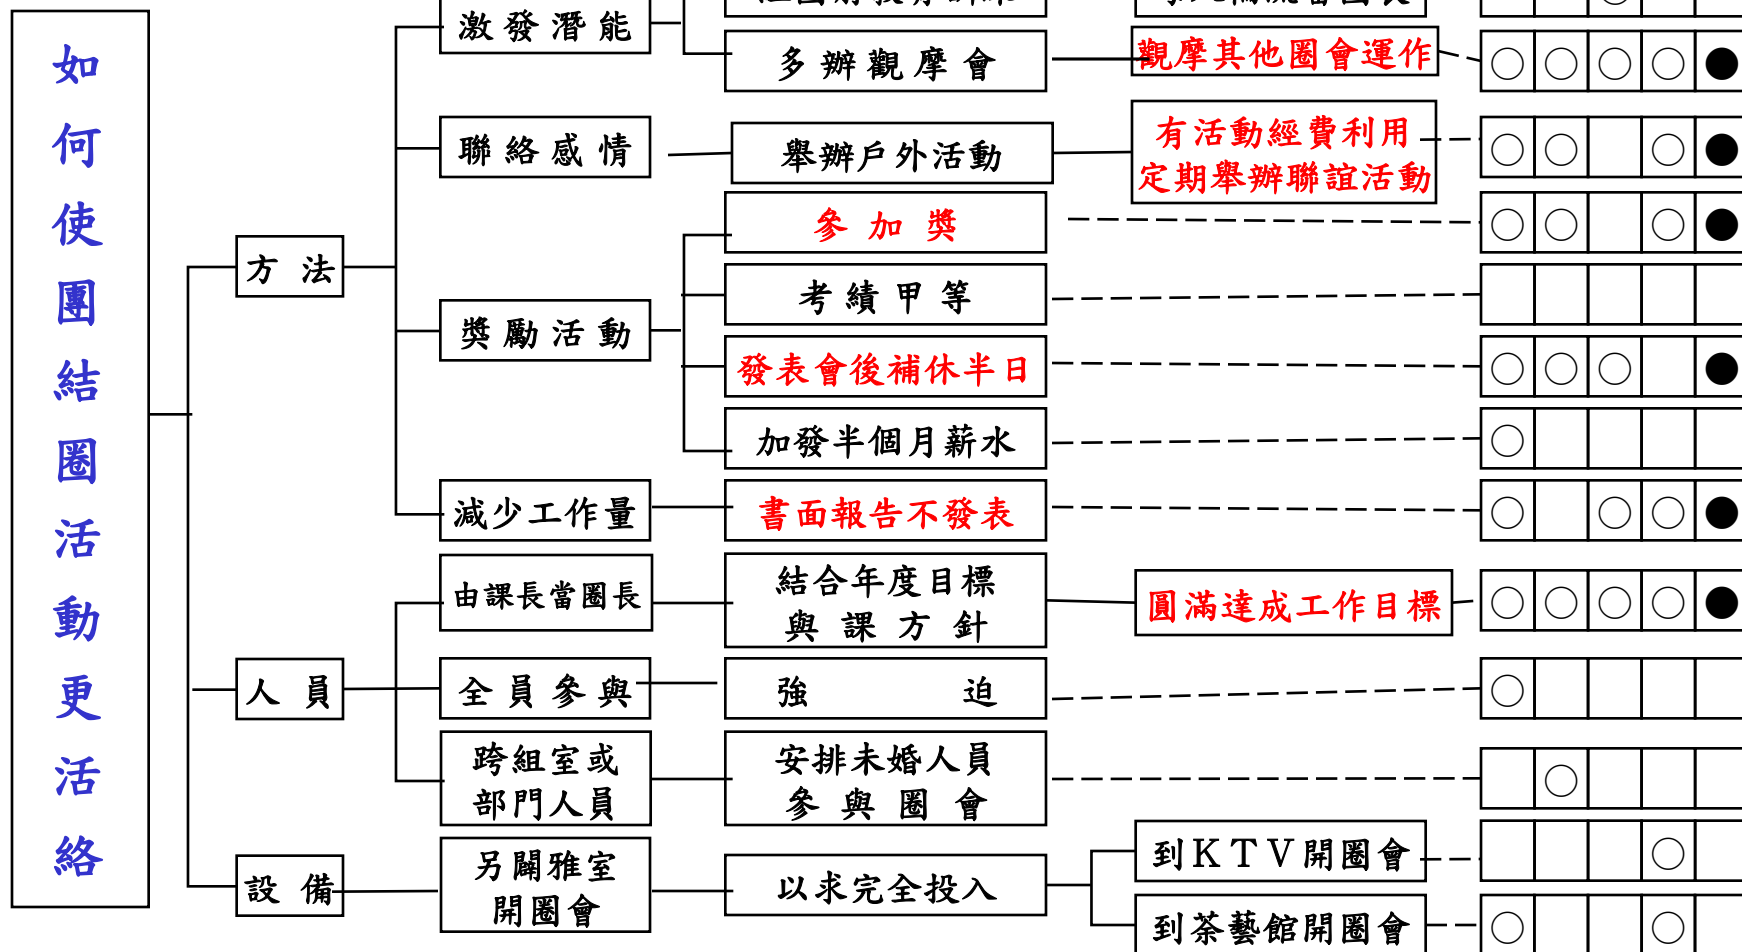 如何使團結圈活動更活絡
方法
人員
設備
激發潛能
聯絡感情
獎勵活動
減少工作量
由課長當圈長
全員參與
跨組室或
部門人員
另闢雅室
開圈會
多辦觀摩會
舉辦戶外活動
參加獎
考績甲等
發表會後補休半日
加發半個月薪水
書面報告不發表
結合年度目標
與課方針
強迫
安排未婚人員
參與圈會
以求完全投入
觀摩其他圈會運作
有活動經費利用
定期舉辦聯誼活動
圓滿達成工作目標
到KTV開圈會
到茶藝館開圈會